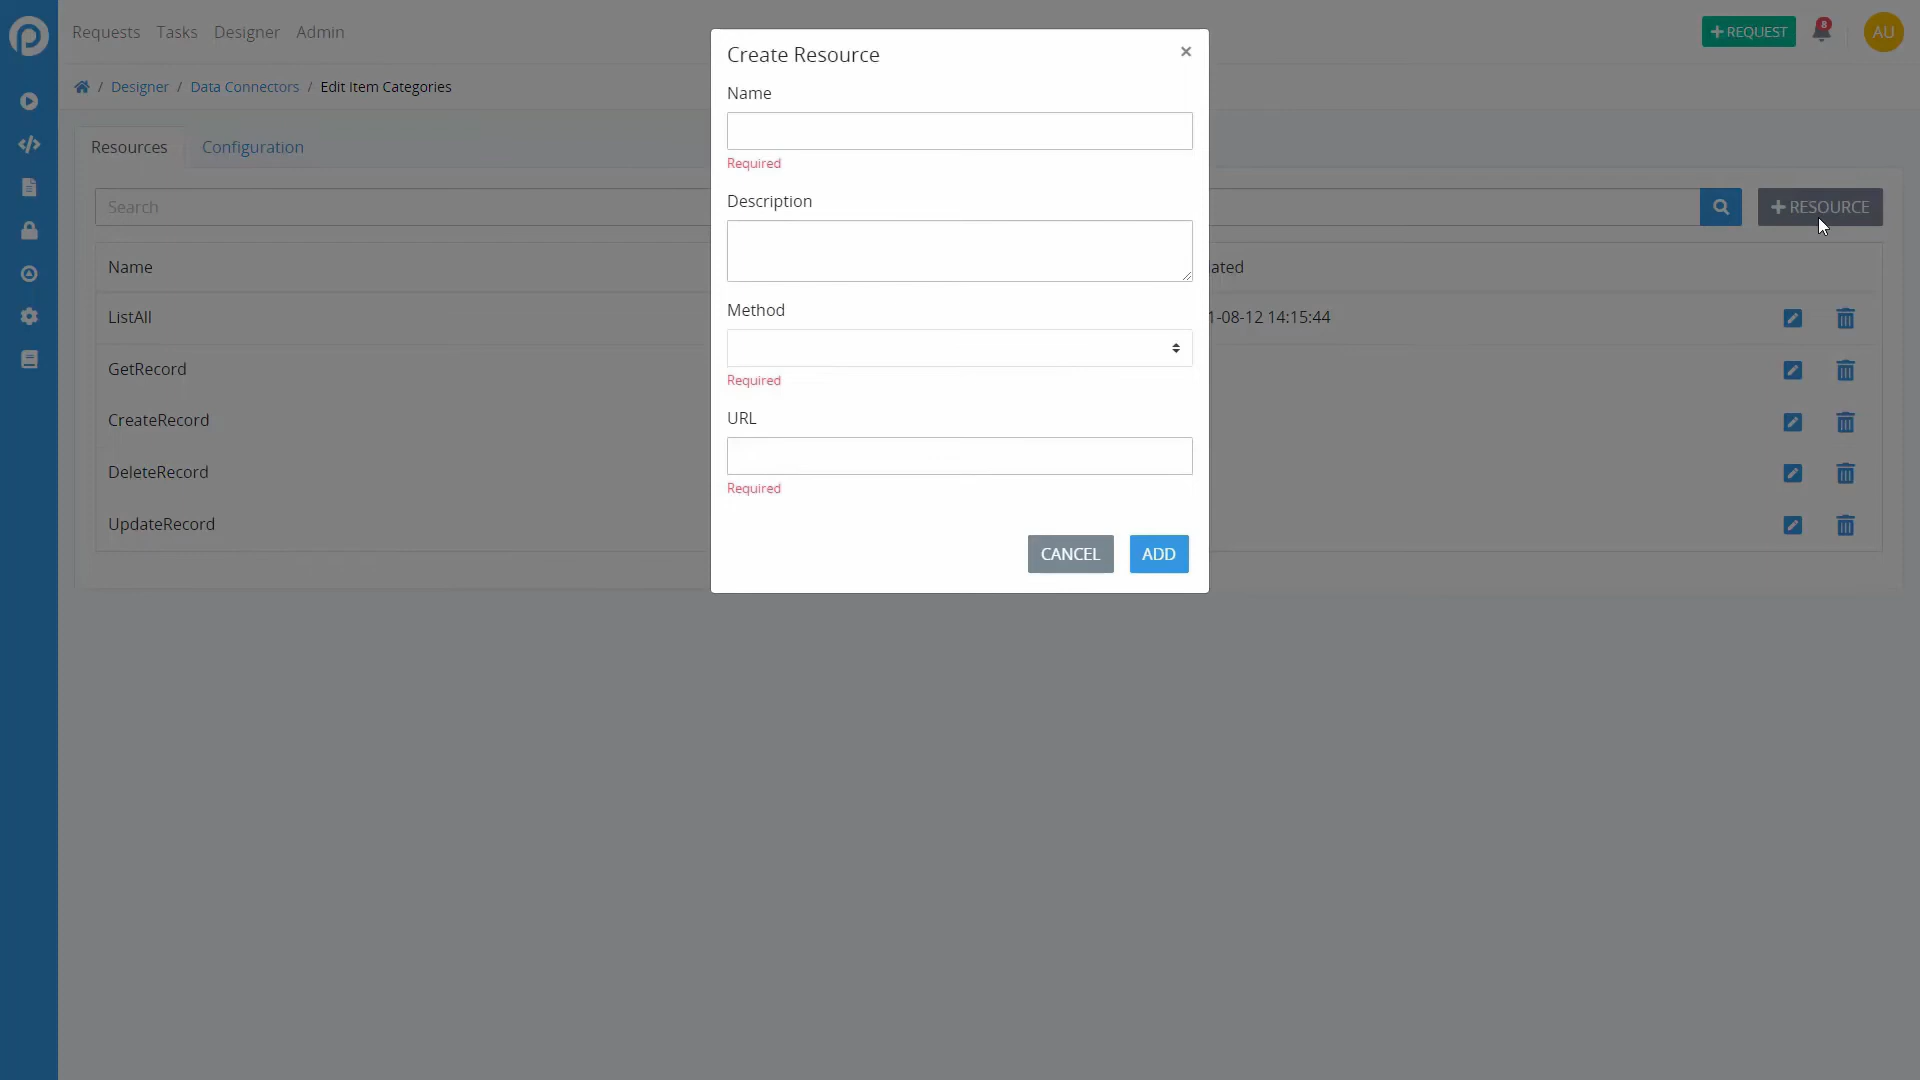 Requests Tasks Designer Admin
REQUEST
8
AU
/ Designer / Data Connectors / Edit Item Categories
Resources Configuration
Search
RESOURCE
Name
ated
ListAll
1-08-12 14:15:44
GetRecord
CreateRecord
DeleteRecord
UpdateRecord
Create Resource
×
Name
Required
Description
Method
Required
URL
Required
CANCEL ADD